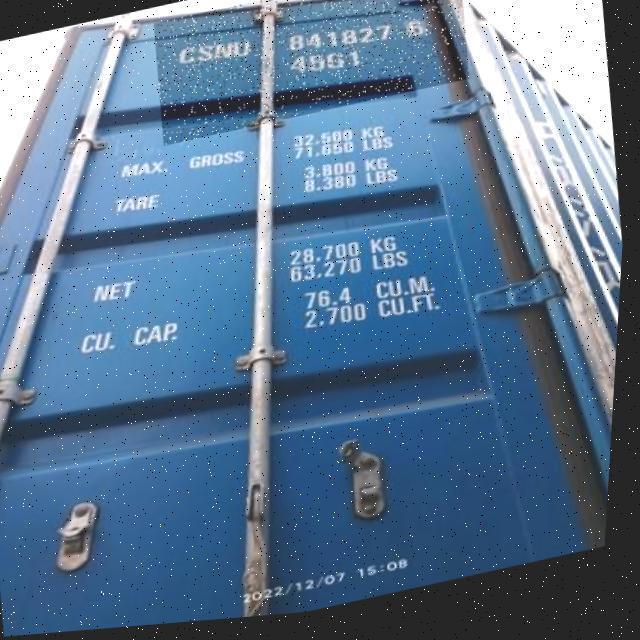 CSNU 841827 6
45G1
MAX. GROSS 32.500 KG
71.650 LBS
TARE 3.800 KG
8.380 LBS
NET 28.700 KG
63.270 LBS
CU. CAP. 76.4 CU.M.
2.700 CU.FT.
2022/12/07 15:08